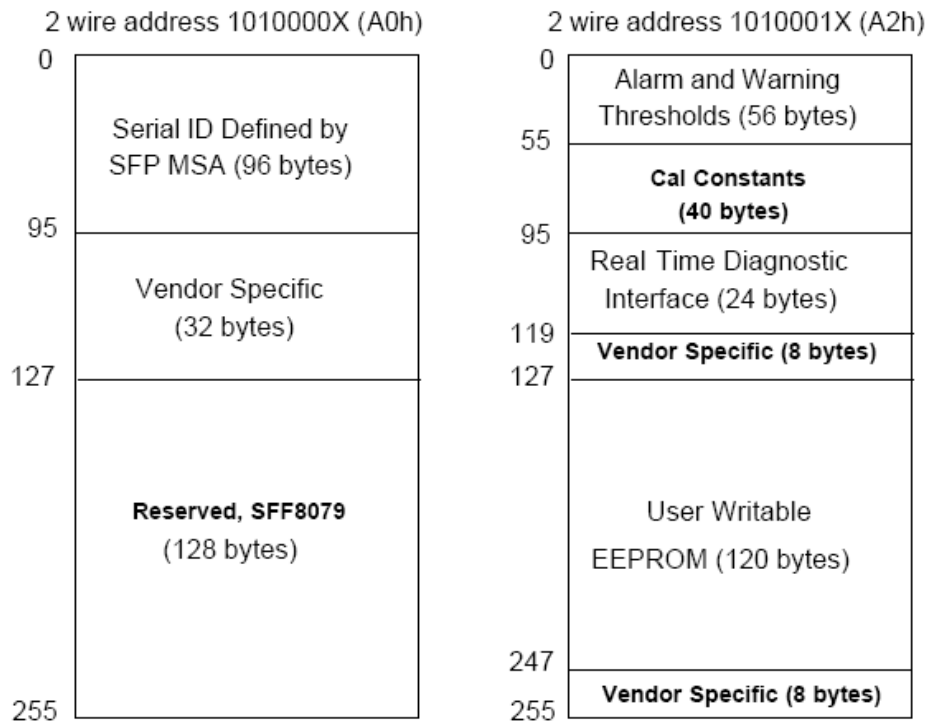 2 wire address 1010000X (A0h)
0
Serial ID Defined by
SFP MSA (96 bytes)
95
Vendor Specific
(32 bytes)
127
Reserved, SFF8079
(128 bytes)
255
2 wire address 1010001X (A2h)
0
Alarm and Warning
Thresholds (56 bytes)
55
Cal Constants
(40 bytes)
95
Real Time Diagnostic
Interface (24 bytes)
119
Vendor Specific (8 bytes)
127
User Writable
EEPROM (120 bytes)
247
Vendor Specific (8 bytes)
255